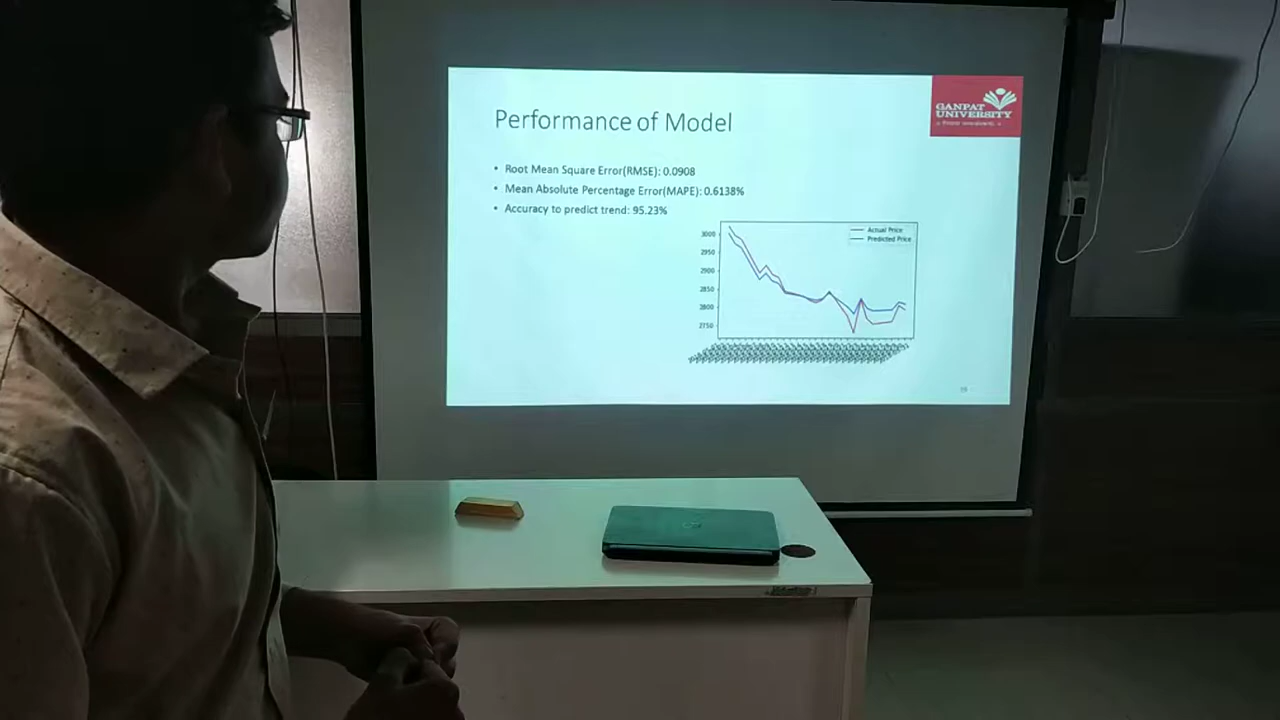 Performance of Model
GANPAT
UNIVERSITY
• Root Mean Square Error(RMSE): 0.0908
• Mean Absolute Percentage Error(MAPE): 0.6138%
• Accuracy to predict trend: 95.23%
Actual Price
Predicted Price
3000
2950
2900
2850
2800
2750